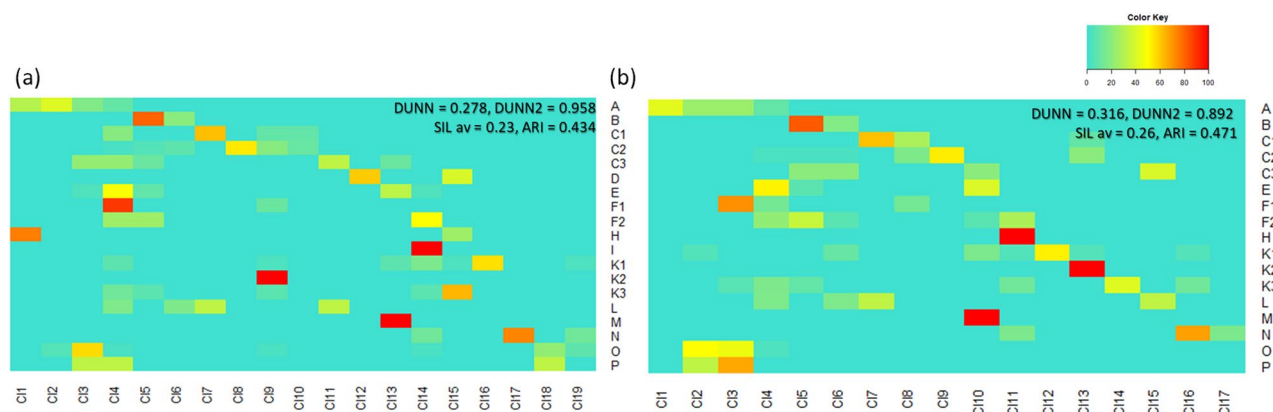 Color Key
0 20 40 60 80 100
(a)
DUNN = 0.278, DUNN2 = 0.958
SIL av = 0.23, ARI = 0.434
A
B
C1
C2
C3
D
E
F1
F2
H
I
K1
K2
K3
L
M
N
O
P
Cl1 Cl2 Cl3 Cl4 Cl5 Cl6 Cl7 Cl8 Cl9 Cl10 Cl11 Cl12 Cl13 Cl14 Cl15 Cl16 Cl17 Cl18 Cl19
(b)
DUNN = 0.316, DUNN2 = 0.892
SIL av = 0.26, ARI = 0.471
A
B
C1
C2
C3
E
F1
F2
H
K1
K2
K3
L
M
N
O
P
Cl1 Cl2 Cl3 Cl4 Cl5 Cl6 Cl7 Cl8 Cl9 Cl10 Cl11 Cl12 Cl13 Cl14 Cl15 Cl16 Cl17